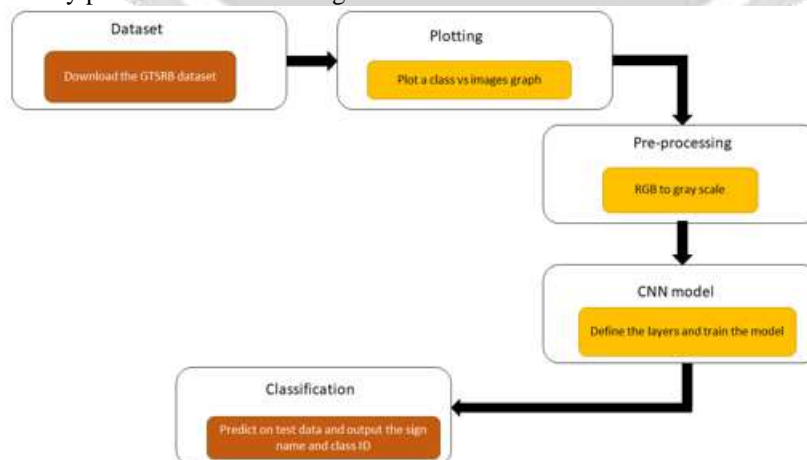 Dataset
Download the GTSRB dataset
Plotting
Plot a class vs images graph
Pre-processing
RGB to gray scale
CNN model
Define the layers and train the model
Classification
Predict on test data and output the sign
name and class ID